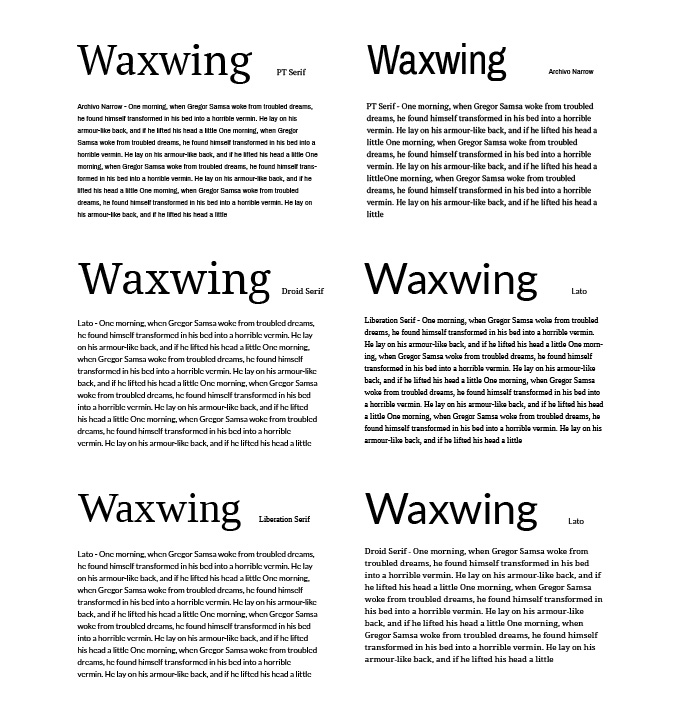 Waxwing PT Serif
Archivo Narrow - One morning, when Gregor Samsa woke from troubled dreams,
he found himself transformed in his bed into a horrible vermin. He lay on
his armour-like back, and if he lifted his head a little One morning, when Gregor
Samsa woke from troubled dreams, he found himself transformed in his bed into a
horrible vermin. He lay on his armour-like back, and if he lifted his head a little One
morning, when Gregor Samsa woke from troubled dreams, he found himself trans-
formed in his bed into a horrible vermin. He lay on his armour-like back, and if he
lifted his head a little One morning, when Gregor Samsa woke from troubled
dreams, he found himself transformed in his bed into a horrible vermin. He lay on
his armour-like back, and if he lifted his head a little
Waxwing Archivo Narrow
PT Serif - One morning, when Gregor Samsa woke from troubled
dreams, he found himself transformed in his bed into a horrible
vermin. He lay on his armour-like back, and if he lifted his head a
little One morning, when Gregor Samsa woke from troubled
dreams, he found himself transformed in his bed into a horrible
vermin. He lay on his armour-like back, and if he lifted his head a
littleOne morning, when Gregor Samsa woke from troubled
dreams, he found himself transformed in his bed into a horrible
vermin. He lay on his armour-like back, and if he lifted his head a
little
Waxwing Droid Serif
Lato - One morning, when Gregor Samsa woke from troubled dreams,
he found himself transformed in his bed into a horrible vermin. He lay
on his armour-like back, and if he lifted his head a little One morning,
when Gregor Samsa woke from troubled dreams, he found himself
transformed in his bed into a horrible vermin. He lay on his armour-like
back, and if he lifted his head a little One morning, when Gregor Samsa
woke from troubled dreams, he found himself transformed in his bed
into a horrible vermin. He lay on his armour-like back, and if he lifted
his head a little One morning, when Gregor Samsa woke from troubled
dreams, he found himself transformed in his bed into a horrible
vermin. He lay on his armour-like back, and if he lifted his head a little
Waxwing Lato
Liberation Serif - One morning, when Gregor Samsa woke from troubled
dreams, he found himself transformed in his bed into a horrible vermin.
He lay on his armour-like back, and if he lifted his head a little One morn-
ing, when Gregor Samsa woke from troubled dreams, he found himself
transformed in his bed into a horrible vermin. He lay on his armour-like
back, and if he lifted his head a little One morning, when Gregor Samsa
woke from troubled dreams, he found himself transformed in his bed into
a horrible vermin. He lay on his armour-like back, and if he lifted his head
a little One morning, when Gregor Samsa woke from troubled dreams, he
found himself transformed in his bed into a horrible vermin. He lay on his
armour-like back, and if he lifted his head a little
Waxwing Liberation Serif
Lato - One morning, when Gregor Samsa woke from troubled dreams,
he found himself transformed in his bed into a horrible vermin. He lay
on his armour-like back, and if he lifted his head a little One morning,
when Gregor Samsa woke from troubled dreams, he found himself
transformed in his bed into a horrible vermin. He lay on his armour-like
back, and if he lifted his head a little One morning, when Gregor Samsa
woke from troubled dreams, he found himself transformed in his bed
into a horrible vermin. He lay on his armour-like back, and if he lifted
his head a little One morning, when Gregor Samsa woke from troubled
dreams, he found himself transformed in his bed into a horrible
vermin. He lay on his armour-like back, and if he lifted his head a little
Waxwing Lato
Droid Serif - One morning, when Gregor Samsa woke from
troubled dreams, he found himself transformed in his bed
into a horrible vermin. He lay on his armour-like back, and if
he lifted his head a little One morning, when Gregor Samsa
woke from troubled dreams, he found himself transformed in
his bed into a horrible vermin. He lay on his armour-like
back, and if he lifted his head a little One morning, when
Gregor Samsa woke from troubled dreams, he found himself
transformed in his bed into a horrible vermin. He lay on his
armour-like back, and if he lifted his head a little